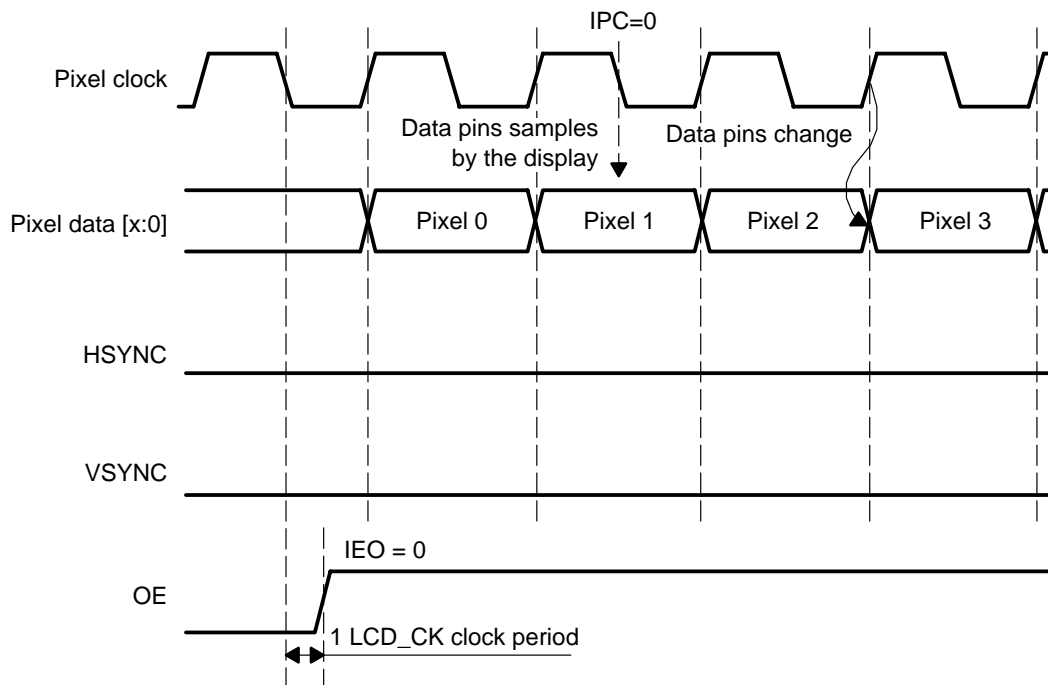 IPC=0
Pixel clock
Data pins samples
by the display
Data pins change
Pixel data [x:0]
Pixel 0
Pixel 1
Pixel 2
Pixel 3
HSYNC
VSYNC
IEO = 0
OE
1 LCD_CK clock period